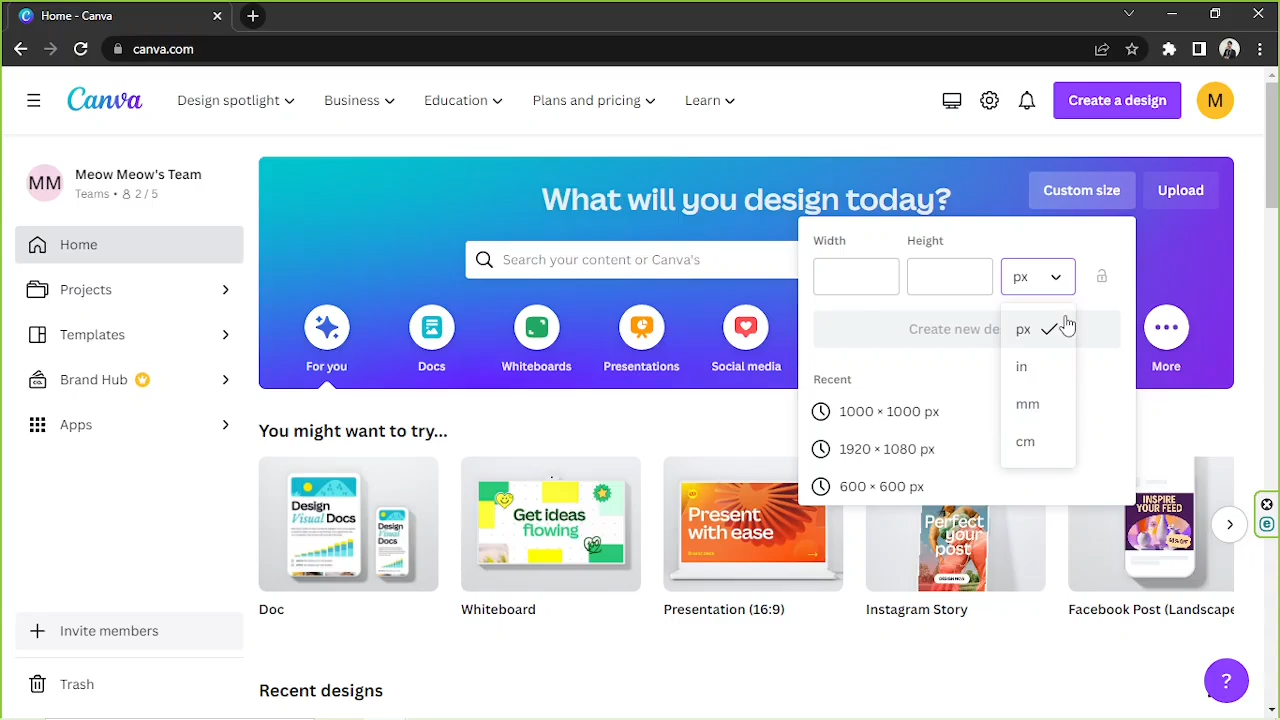 Home - Canva
canva.com
Canva
Design spotlight
Business
Education
Plans and pricing
Learn
Create a design
M
MM
Meow Meow's Team
Teams • 2 / 5
Home
Projects
Templates
Brand Hub
Apps
Invite members
Trash
What will you design today?
Custom size
Upload
Search your content or Canva's
For you
Docs
Whiteboards
Presentations
Social media
More
Width
Height
px
Create new de
px
in
mm
cm
Recent
1000 × 1000 px
1920 × 1080 px
600 × 600 px
You might want to try...
Design
Visual Docs
Design
Visual Docs
Get ideas
flowing
Present
with ease
Perfect
your
post
DESIGN NOW
INSPIRE
YOUR FEED
Doc
Whiteboard
Presentation (16:9)
Instagram Story
Facebook Post (Landscape
Recent designs
?